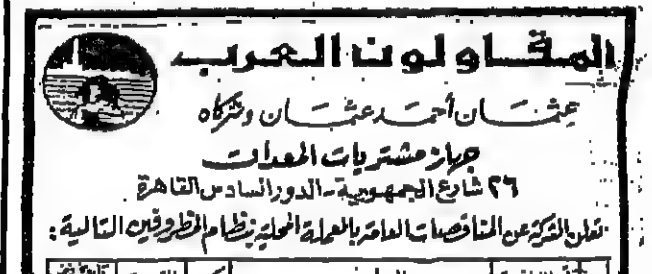 المقاولون العرب
عثمان أحمد عثمان وشركاه
جهاز مشتريات المعدات
٢٦ شارع الجمهورية - الدور السادس القاهرة
تعلن الشركة عن المناقصات العامة بالعملة المحلية بنظام المظروفين التالية :